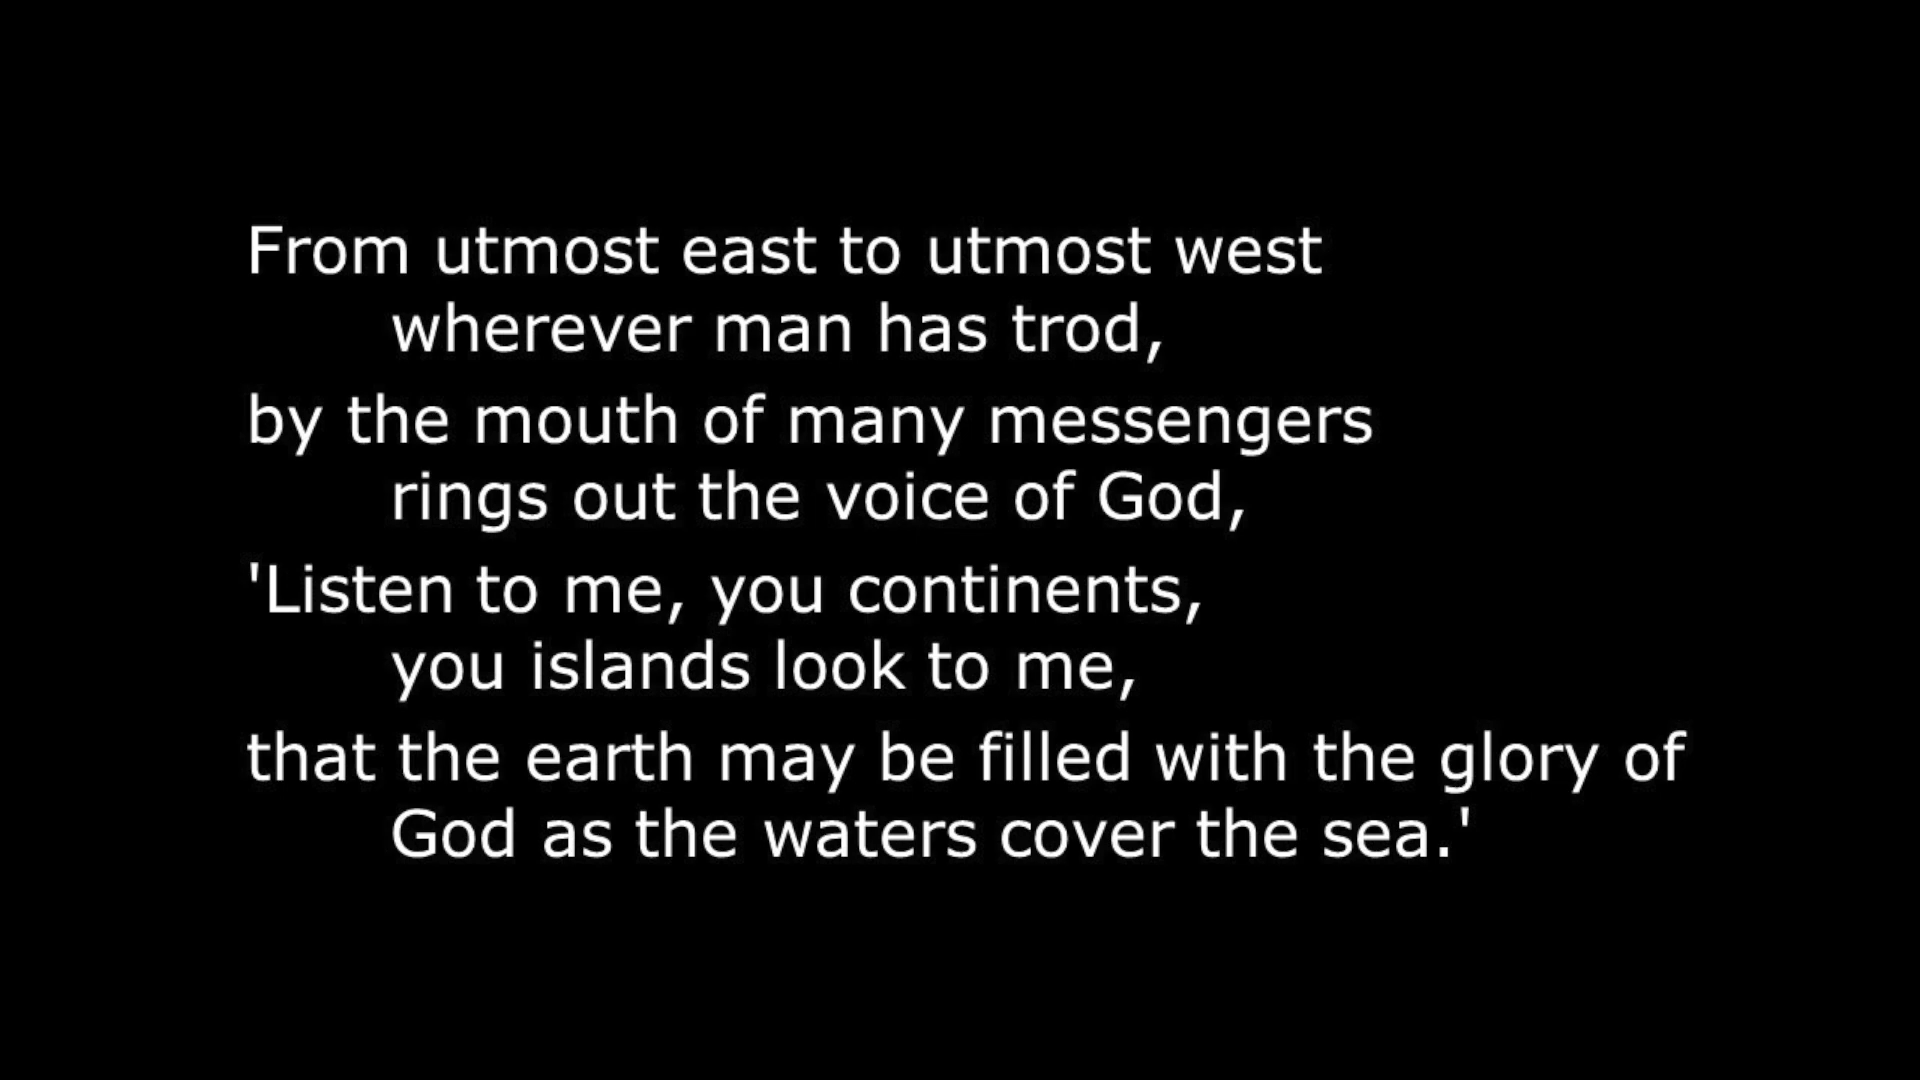 From utmost east to utmost west
wherever man has trod,
by the mouth of many messengers
rings out the voice of God,
'Listen to me, you continents,
you islands look to me,
that the earth may be filled with the glory of
God as the waters cover the sea.'